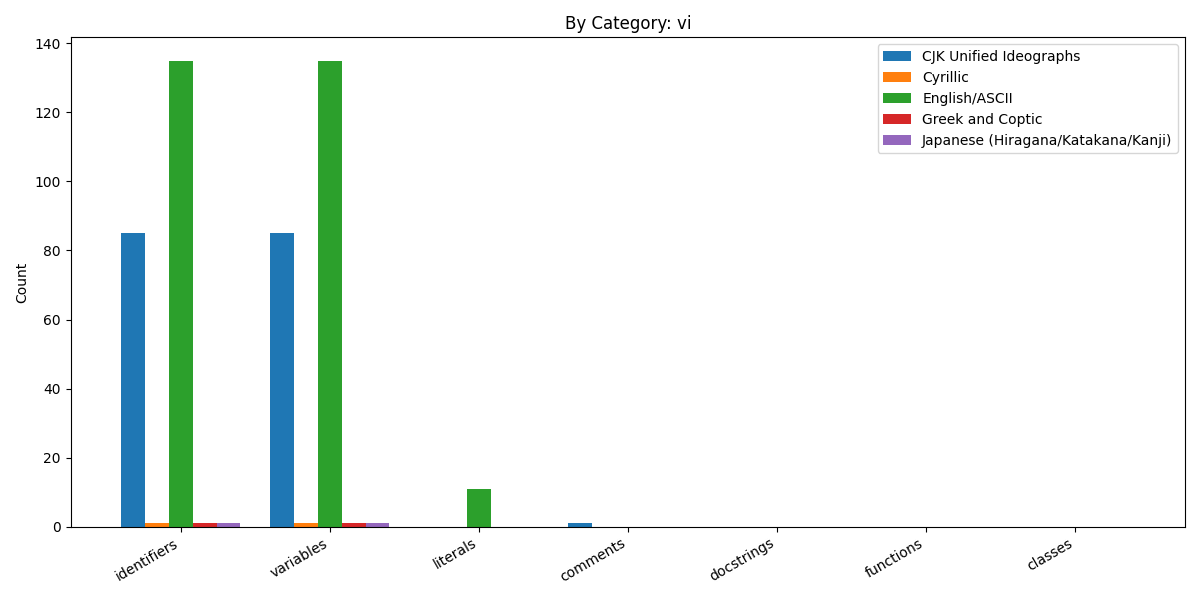 By Category: vi
CJK Unified Ideographs
Cyrillic
English/ASCII
Greek and Coptic
Japanese (Hiragana/Katakana/Kanji)
Count
140
120
100
80
60
40
20
0
identifiers
variables
literals
comments
docstrings
functions
classes